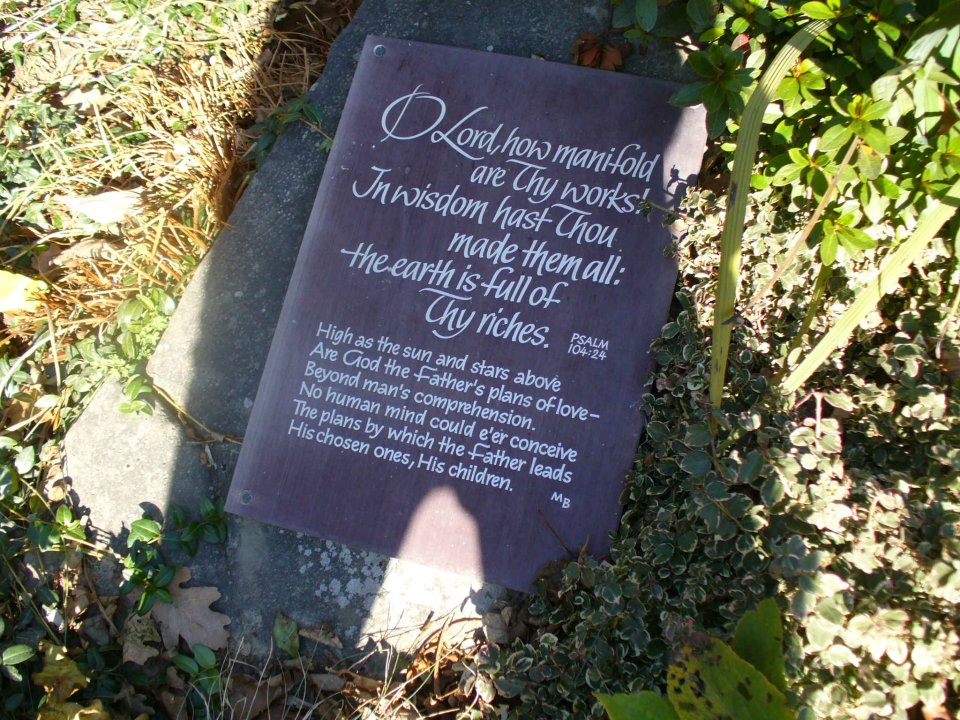 O Lord, how manifold
are Thy works!
In wisdom hast Thou
made them all:
the earth is full of
Thy riches.
PSALM
104:24
High as the sun and stars above
Are God the Father's plans of love—
Beyond man's comprehension.
No human mind could e'er conceive
The plans by which the Father leads
His chosen ones, His children.
MB